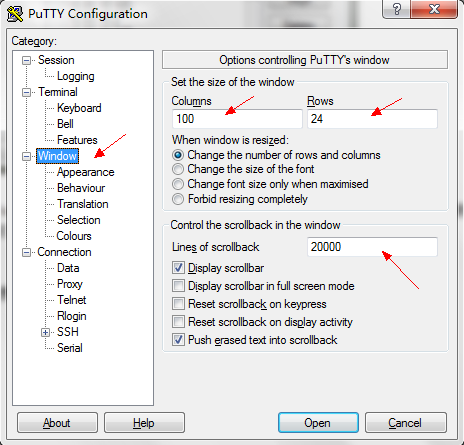 PuTTY Configuration
Category:
Session
Logging
Terminal
Keyboard
Bell
Features
Window
Appearance
Behaviour
Translation
Selection
Colours
Connection
Data
Proxy
Telnet
Rlogin
SSH
Serial
Options controlling PuTTY's window
Set the size of the window
Columns Rows
100 24
When window is resized:
Change the number of rows and columns
Change the size of the font
Change font size only when maximised
Forbid resizing completely
Control the scrollback in the window
Lines of scrollback 20000
Display scrollbar
Display scrollbar in full screen mode
Reset scrollback on keypress
Reset scrollback on display activity
Push erased text into scrollback
About Help Open Cancel